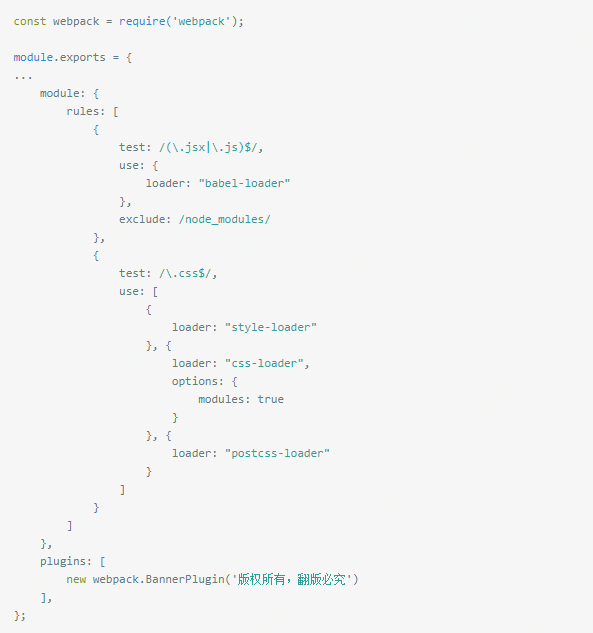 const webpack = require('webpack');
module.exports = {
...
    module: {
        rules: [
            {
                test: /(\.jsx|\.js)$/,
                use: {
                    loader: "babel-loader"
                },
                exclude: /node_modules/
            },
            {
                test: /\.css$/,
                use: [
                    {
                        loader: "style-loader"
                    }, {
                        loader: "css-loader",
                        options: {
                            modules: true
                        }
                    }, {
                        loader: "postcss-loader"
                    }
                ]
            }
        ]
    },
    plugins: [
        new webpack.BannerPlugin('版权所有，翻版必究')
    ],
};